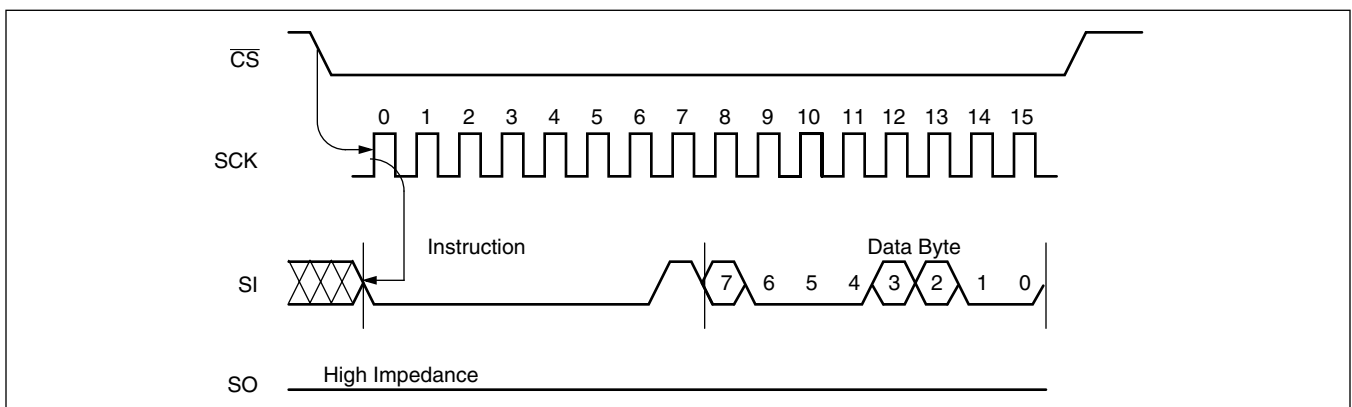 CS
0 1 2 3 4 5 6 7 8 9 10 11 12 13 14 15
SCK
Instruction Data Byte
SI 7 6 5 4 3 2 1 0
High Impedance
SO